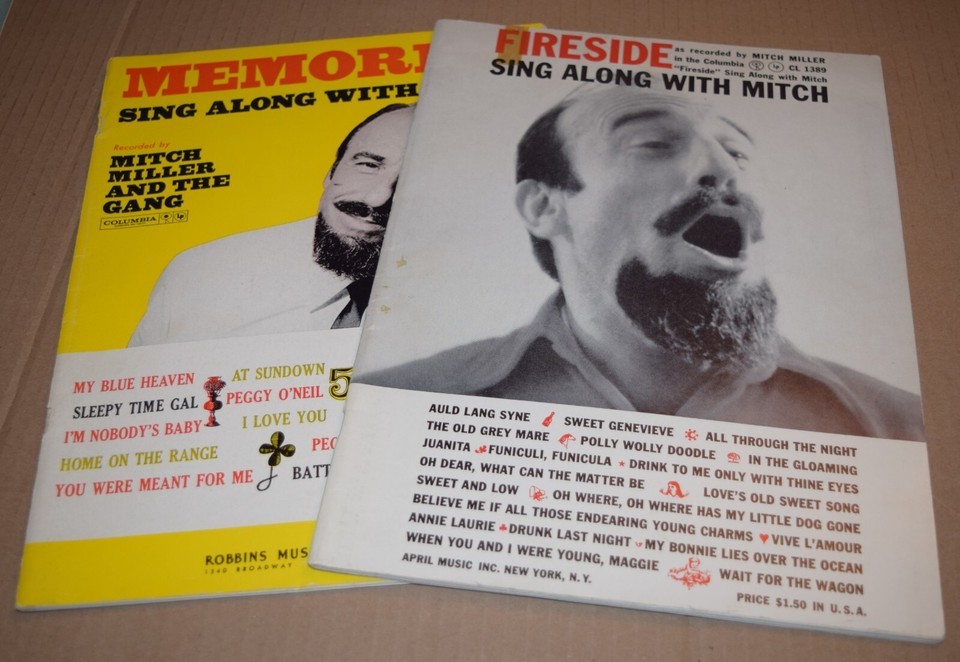 MEMORI
SING ALONG WITH
Recorded by
MITCH
MILLER
AND THE
GANG
COLUMBIA
MY BLUE HEAVEN
AT SUNDOWN
SLEEPY TIME GAL
PEGGY O'NEIL
I'M NOBODY'S BABY
I LOVE YOU
HOME ON THE RANGE
PEG
YOU WERE MEANT FOR ME
BATT
5
ROBBINS MUS
BROADWAY
FIRESIDE
SING ALONG WITH MITCH
as recorded by MITCH MILLER
in the Columbia CL 1389
"Fireside" Sing Along with Mitch
AULD LANG SYNE SWEET GENEVIEVE ALL THROUGH THE NIGHT
THE OLD GREY MARE POLLY WOLLY DOODLE IN THE GLOAMING
JUANITA FUNICULI, FUNICULA DRINK TO ME ONLY WITH THINE EYES
OH DEAR, WHAT CAN THE MATTER BE LOVE'S OLD SWEET SONG
SWEET AND LOW OH WHERE, OH WHERE HAS MY LITTLE DOG GONE
BELIEVE ME IF ALL THOSE ENDEARING YOUNG CHARMS VIVE L'AMOUR
ANNIE LAURIE DRUNK LAST NIGHT MY BONNIE LIES OVER THE OCEAN
WHEN YOU AND I WERE YOUNG, MAGGIE WAIT FOR THE WAGON
APRIL MUSIC INC. NEW YORK, N.Y.
PRICE $1.50 IN U.S.A.